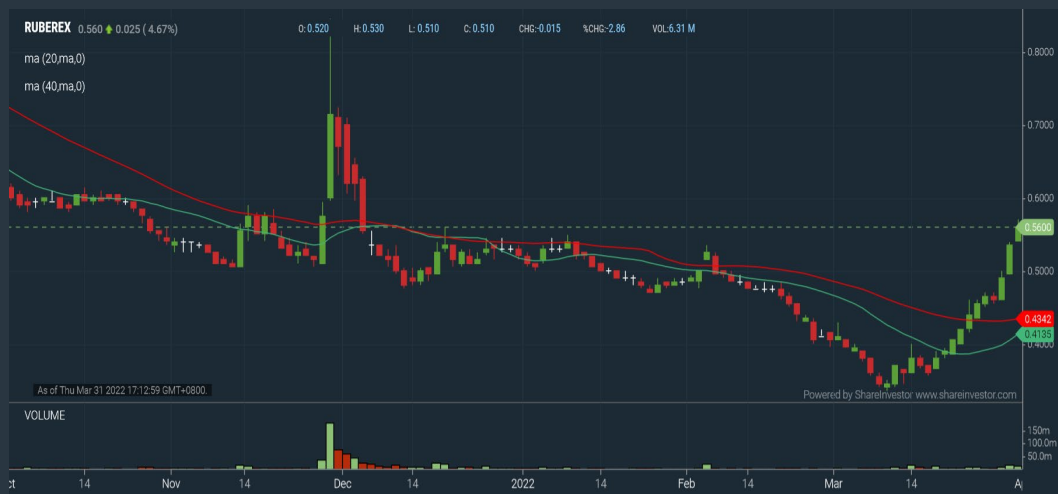 RUBEREX 0.560 0.025 ( 4.67%) O: 0.520 H: 0.530 L: 0.510 C: 0.510 CHG:-0.015 %CHG:-2.86 VOL:6.31 M
ma (20,ma,0)
ma (40,ma,0)
0.8000
0.7000
0.6000
0.5600
0.5000
0.4342
0.4135
0.4000
As of Thu Mar 31 2022 17:12:59 GMT+0800.
Powered by ShareInvestor www.shareinvestor.com
VOLUME
150m
100.0m
50.0m
ct 14 Nov 14 Dec 14 2022 14 Feb 14 Mar 14 A